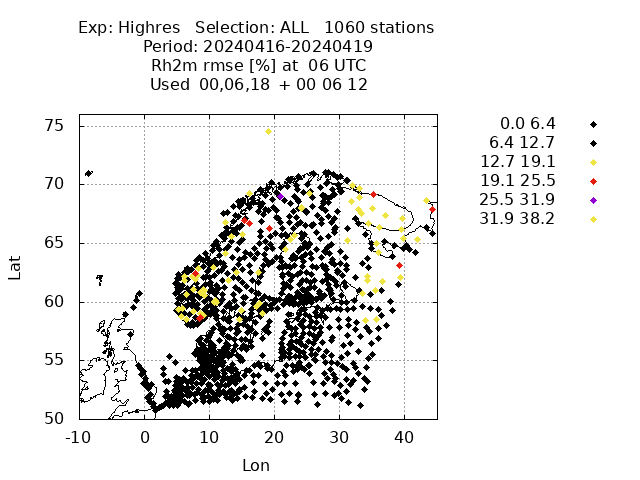 Exp: Highres Selection: ALL 1060 stations
Period: 20240416-20240419
Rh2m rmse [%] at 06 UTC
Used 00,06,18 + 00 06 12
0.0 6.4
6.4 12.7
12.7 19.1
19.1 25.5
25.5 31.9
31.9 38.2
75
70
65
60
55
50
Lat
-10 0 10 20 30 40
Lon